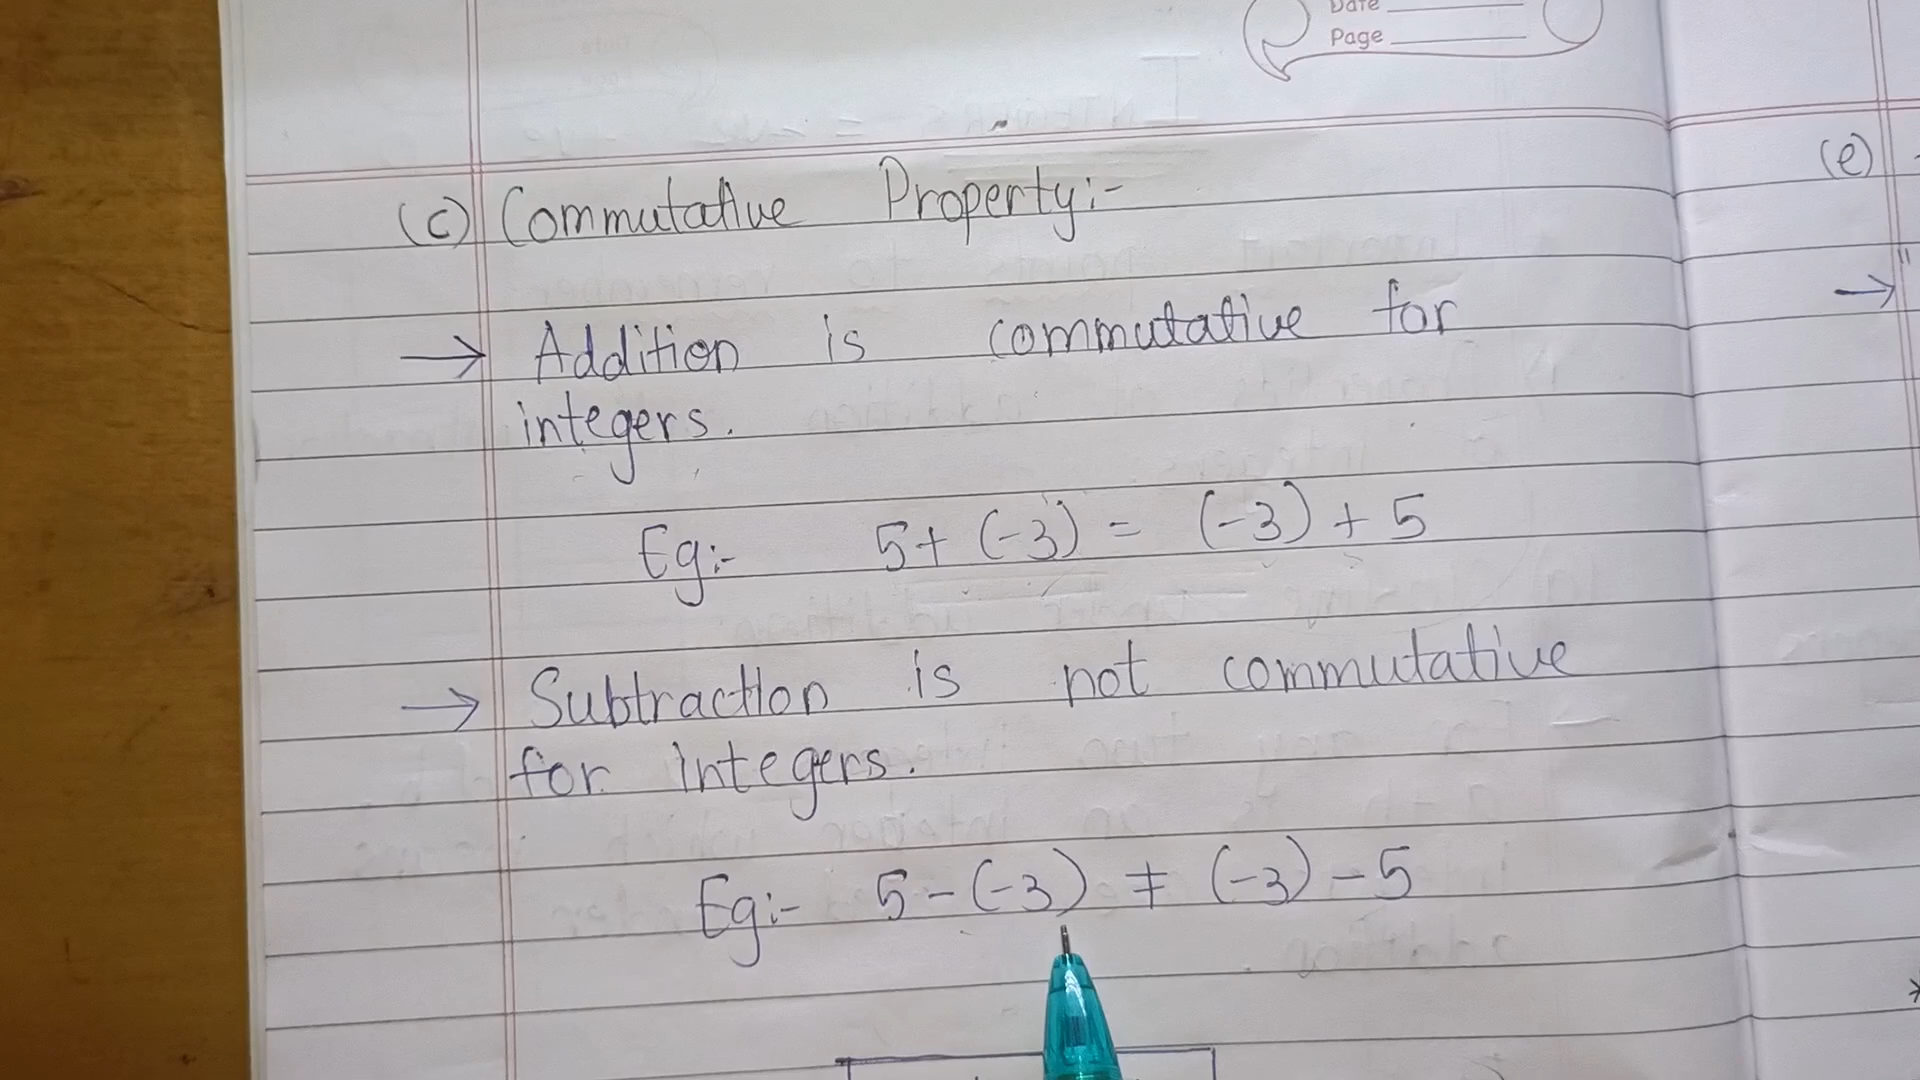 Date
Page
(c) Commutative Property:-
(e)
→ Addition is commutative for
integers.
Eg:- 5 + (-3) = (-3) + 5
→ Subtraction is not commutative
for integers.
Eg:- 5 - (-3) ≠ (-3) - 5